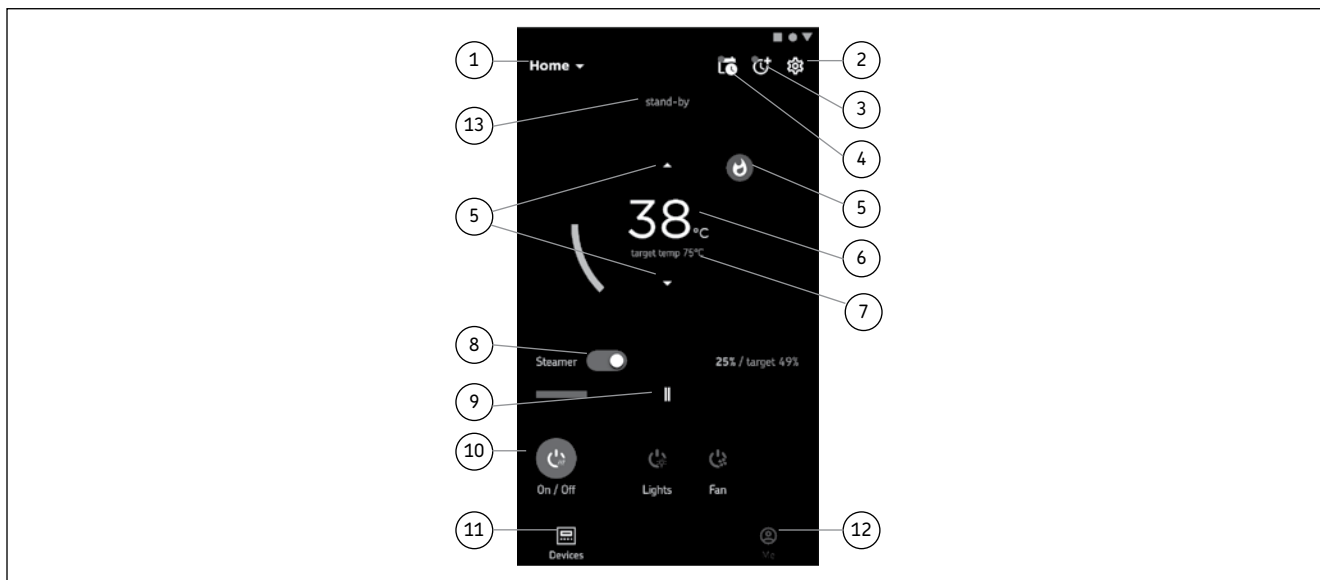 1
Home
2
3
13
stand-by
4
5
5
38 °C
6
target temp 75°C
7
8
Steamer
25% / target 49%
9
10
On / Off
Lights
Fan
11
12
Devices
Me